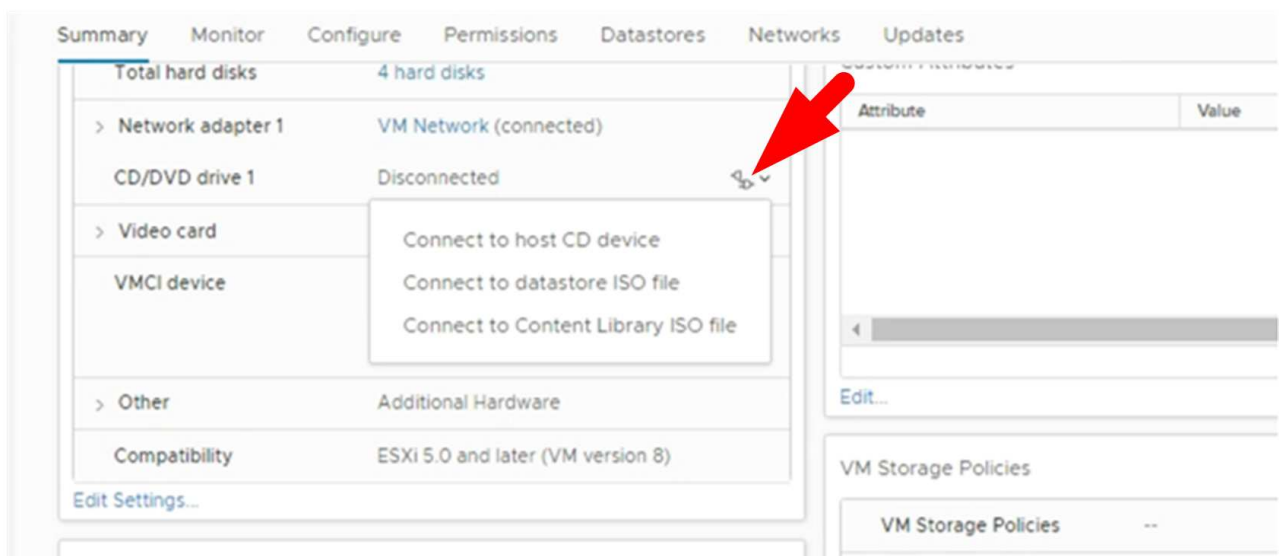 Summary Monitor Configure Permissions Datastores Networks Updates
Total hard disks 4 hard disks
> Network adapter 1 VM Network (connected)
CD/DVD drive 1 Disconnected
> Video card
Connect to host CD device
Connect to datastore ISO file
Connect to Content Library ISO file
VMCI device
> Other Additional Hardware
Compatibility ESXi 5.0 and later (VM version 8)
Edit Settings...
Custom Attributes
Attribute Value
Edit...
VM Storage Policies
VM Storage Policies --